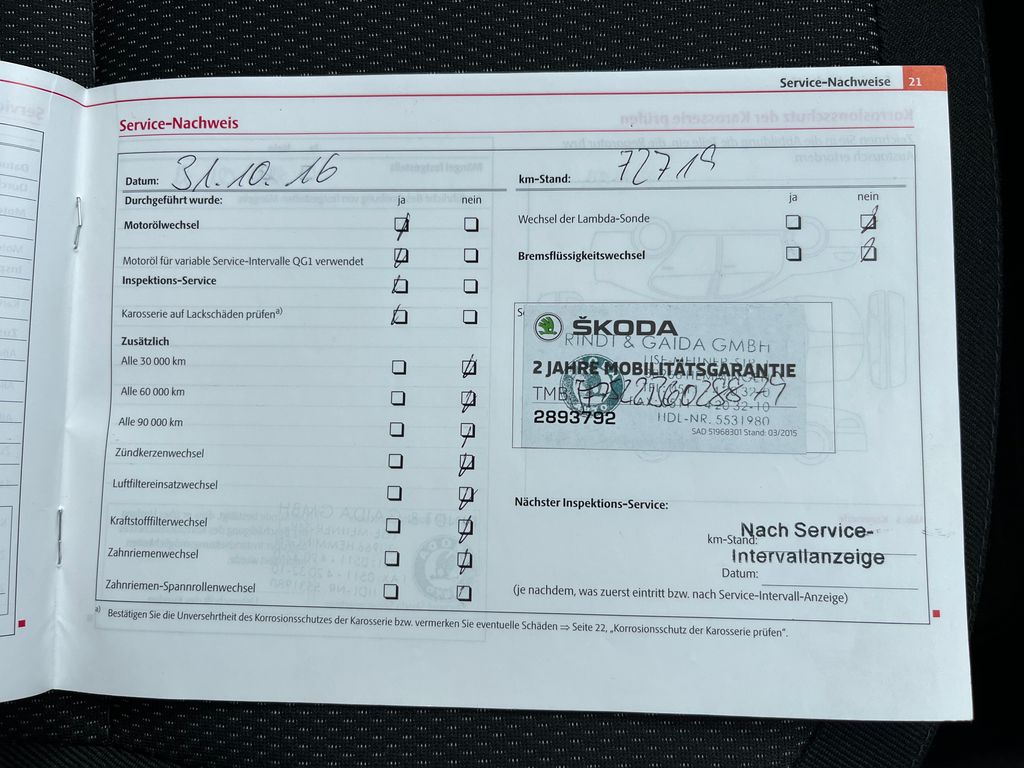 Service-Nachweise 21
Service-Nachweis
Datum: 31.10.16
km-Stand: 72719
Durchgeführt wurde: ja nein
Motorölwechsel
Motoröl für variable Service-Intervalle QG1 verwendet
Inspektions-Service
Karosserie auf Lackschäden prüfen a)
Zusätzlich
Alle 30 000 km
Alle 60 000 km
Alle 90 000 km
Zündkerzenwechsel
Luftfiltereinsatzwechsel
Kraftstofffilterwechsel
Zahnriemenwechsel
Zahnriemen-Spannrollenwechsel
ja nein
Wechsel der Lambda-Sonde
Bremsflüssigkeitswechsel
ŠKODA
RINDT & GAIDA GMBH
2 JAHRE MOBILITÄTSGARANTIE
TMB
2893792
HDL-NR. 5531980
SAD 51968301 Stand: 03/2015
Nächster Inspektions-Service:
km-Stand: Nach Service-
Intervallanzeige
Datum:
(je nachdem, was zuerst eintritt bzw. nach Service-Intervall-Anzeige)
a) Bestätigen Sie die Unversehrtheit des Korrosionsschutzes der Karosserie bzw. vermerken Sie eventuelle Schäden ⇒ Seite 22, „Korrosionsschutz der Karosserie prüfen“.